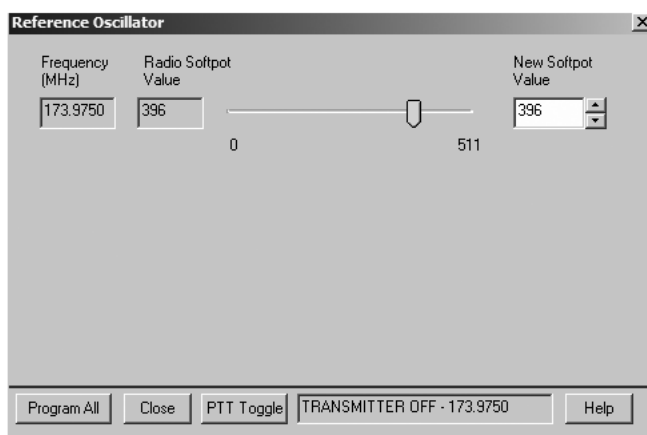 Reference Oscillator
Frequency (MHz)
Radio Softpot Value
New Softpot Value
173.9750
396
396
0
511
Program All
Close
PTT Toggle
TRANSMITTER OFF - 173.9750
Help